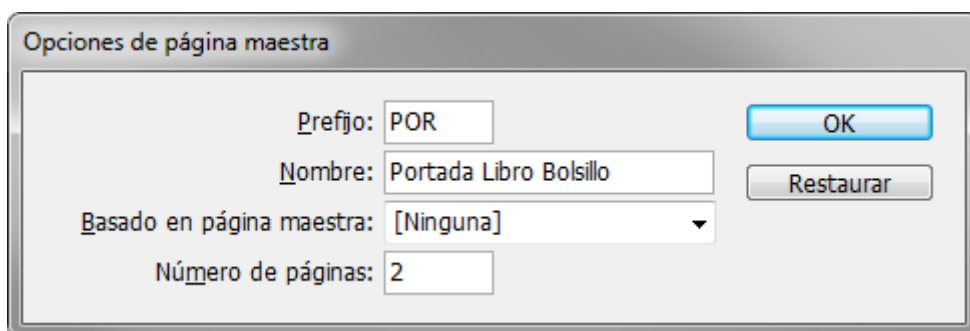 Opciones de página maestra
Prefijo: POR
OK
Nombre: Portada Libro Bolsillo
Restaurar
Basado en página maestra: [Ninguna]
Número de páginas: 2